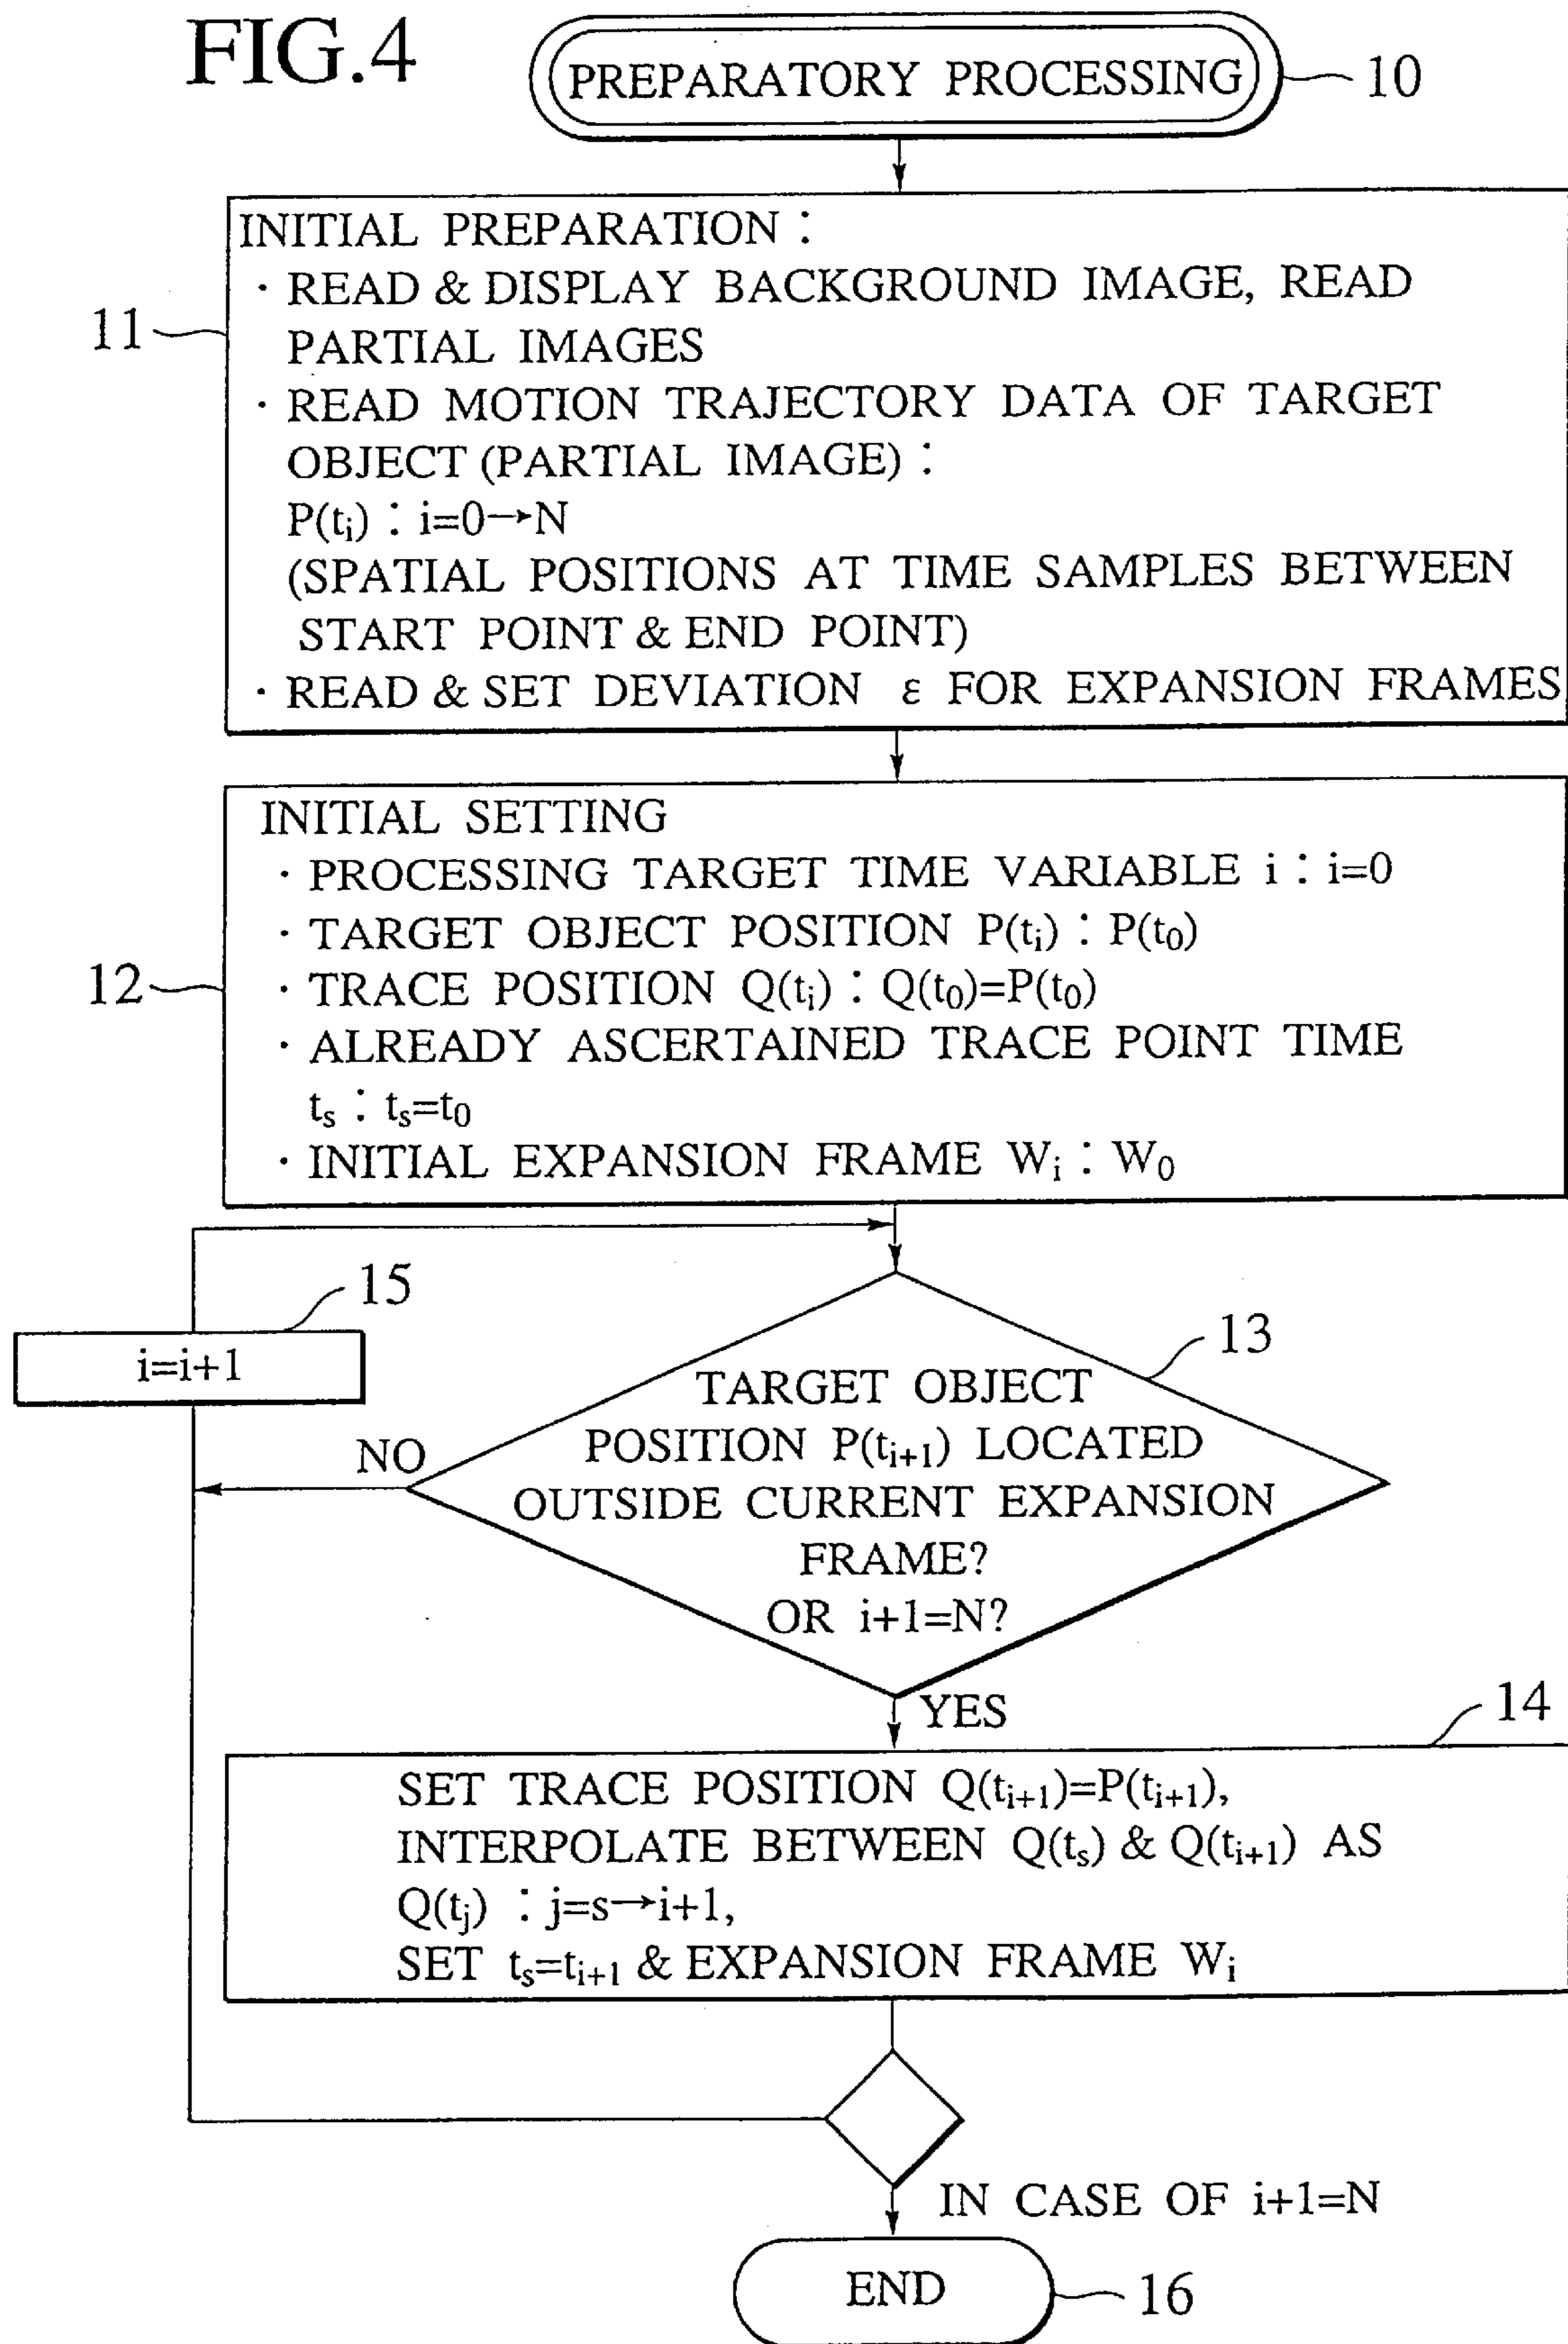 FIG.4
PREPARATORY PROCESSING
10
INITIAL PREPARATION :
· READ & DISPLAY BACKGROUND IMAGE, READ
PARTIAL IMAGES
11
· READ MOTION TRAJECTORY DATA OF TARGET
OBJECT (PARTIAL IMAGE) :
P(tᵢ) : i=0→N
(SPATIAL POSITIONS AT TIME SAMPLES BETWEEN
START POINT & END POINT)
· READ & SET DEVIATION ε FOR EXPANSION FRAMES
INITIAL SETTING
· PROCESSING TARGET TIME VARIABLE i : i=0
· TARGET OBJECT POSITION P(tᵢ) : P(t₀)
12
· TRACE POSITION Q(tᵢ) : Q(t₀)=P(t₀)
· ALREADY ASCERTAINED TRACE POINT TIME
tₛ : tₛ=t₀
· INITIAL EXPANSION FRAME Wᵢ : W₀
15
i=i+1
13
TARGET OBJECT
POSITION P(tᵢ₊₁) LOCATED
OUTSIDE CURRENT EXPANSION
FRAME?
OR i+1=N?
NO
YES
14
SET TRACE POSITION Q(tᵢ₊₁)=P(tᵢ₊₁),
INTERPOLATE BETWEEN Q(tₛ) & Q(tᵢ₊₁) AS
Q(tⱼ) : j=s→i+1,
SET tₛ=tᵢ₊₁ & EXPANSION FRAME Wᵢ
IN CASE OF i+1=N
END
16